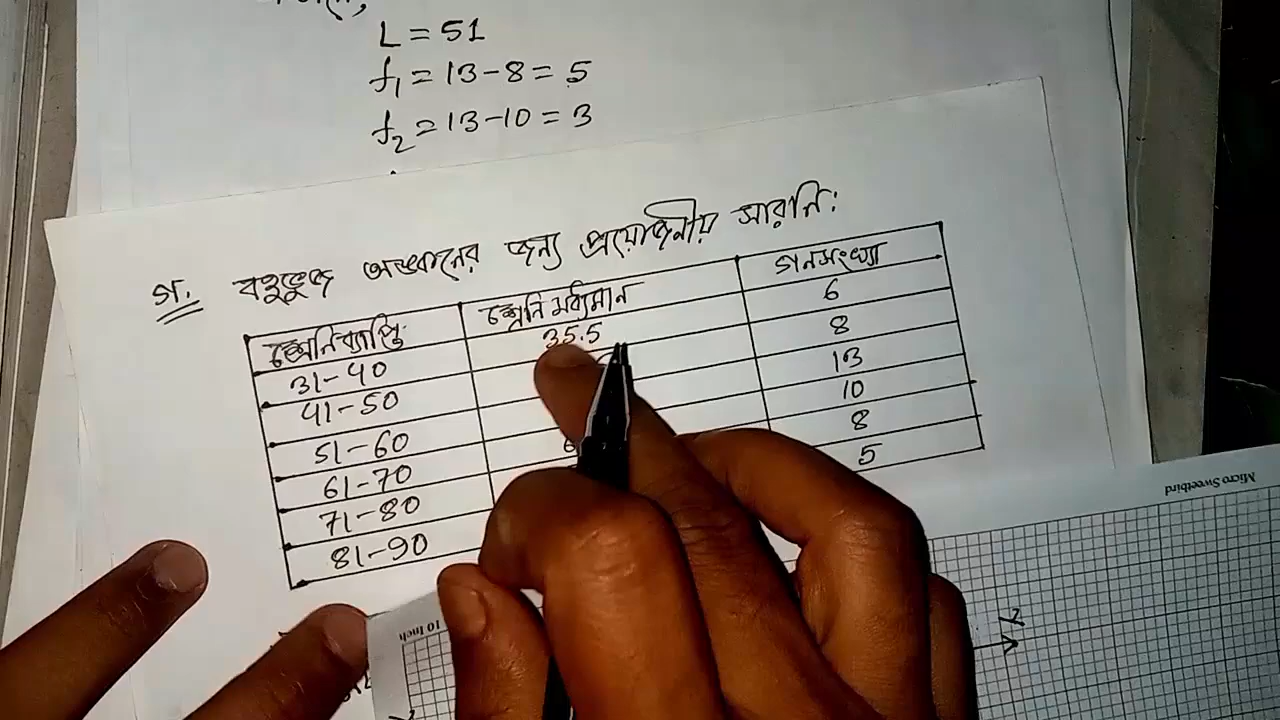 L = 51
f₁ = 13 - 8 = 5
f₂ = 13 - 10 = 3
গ. বহুভুজ অঙ্কনের জন্য প্রয়োজনীয় সারনি:
শ্রেনিব্যাপ্তি শ্রেনি মধ্যমান গনসংখ্যা
31-40 35.5 6
41-50 8
51-60 13
61-70 10
71-80 8
81-90 5
Micro Sweetbird
10 Inch